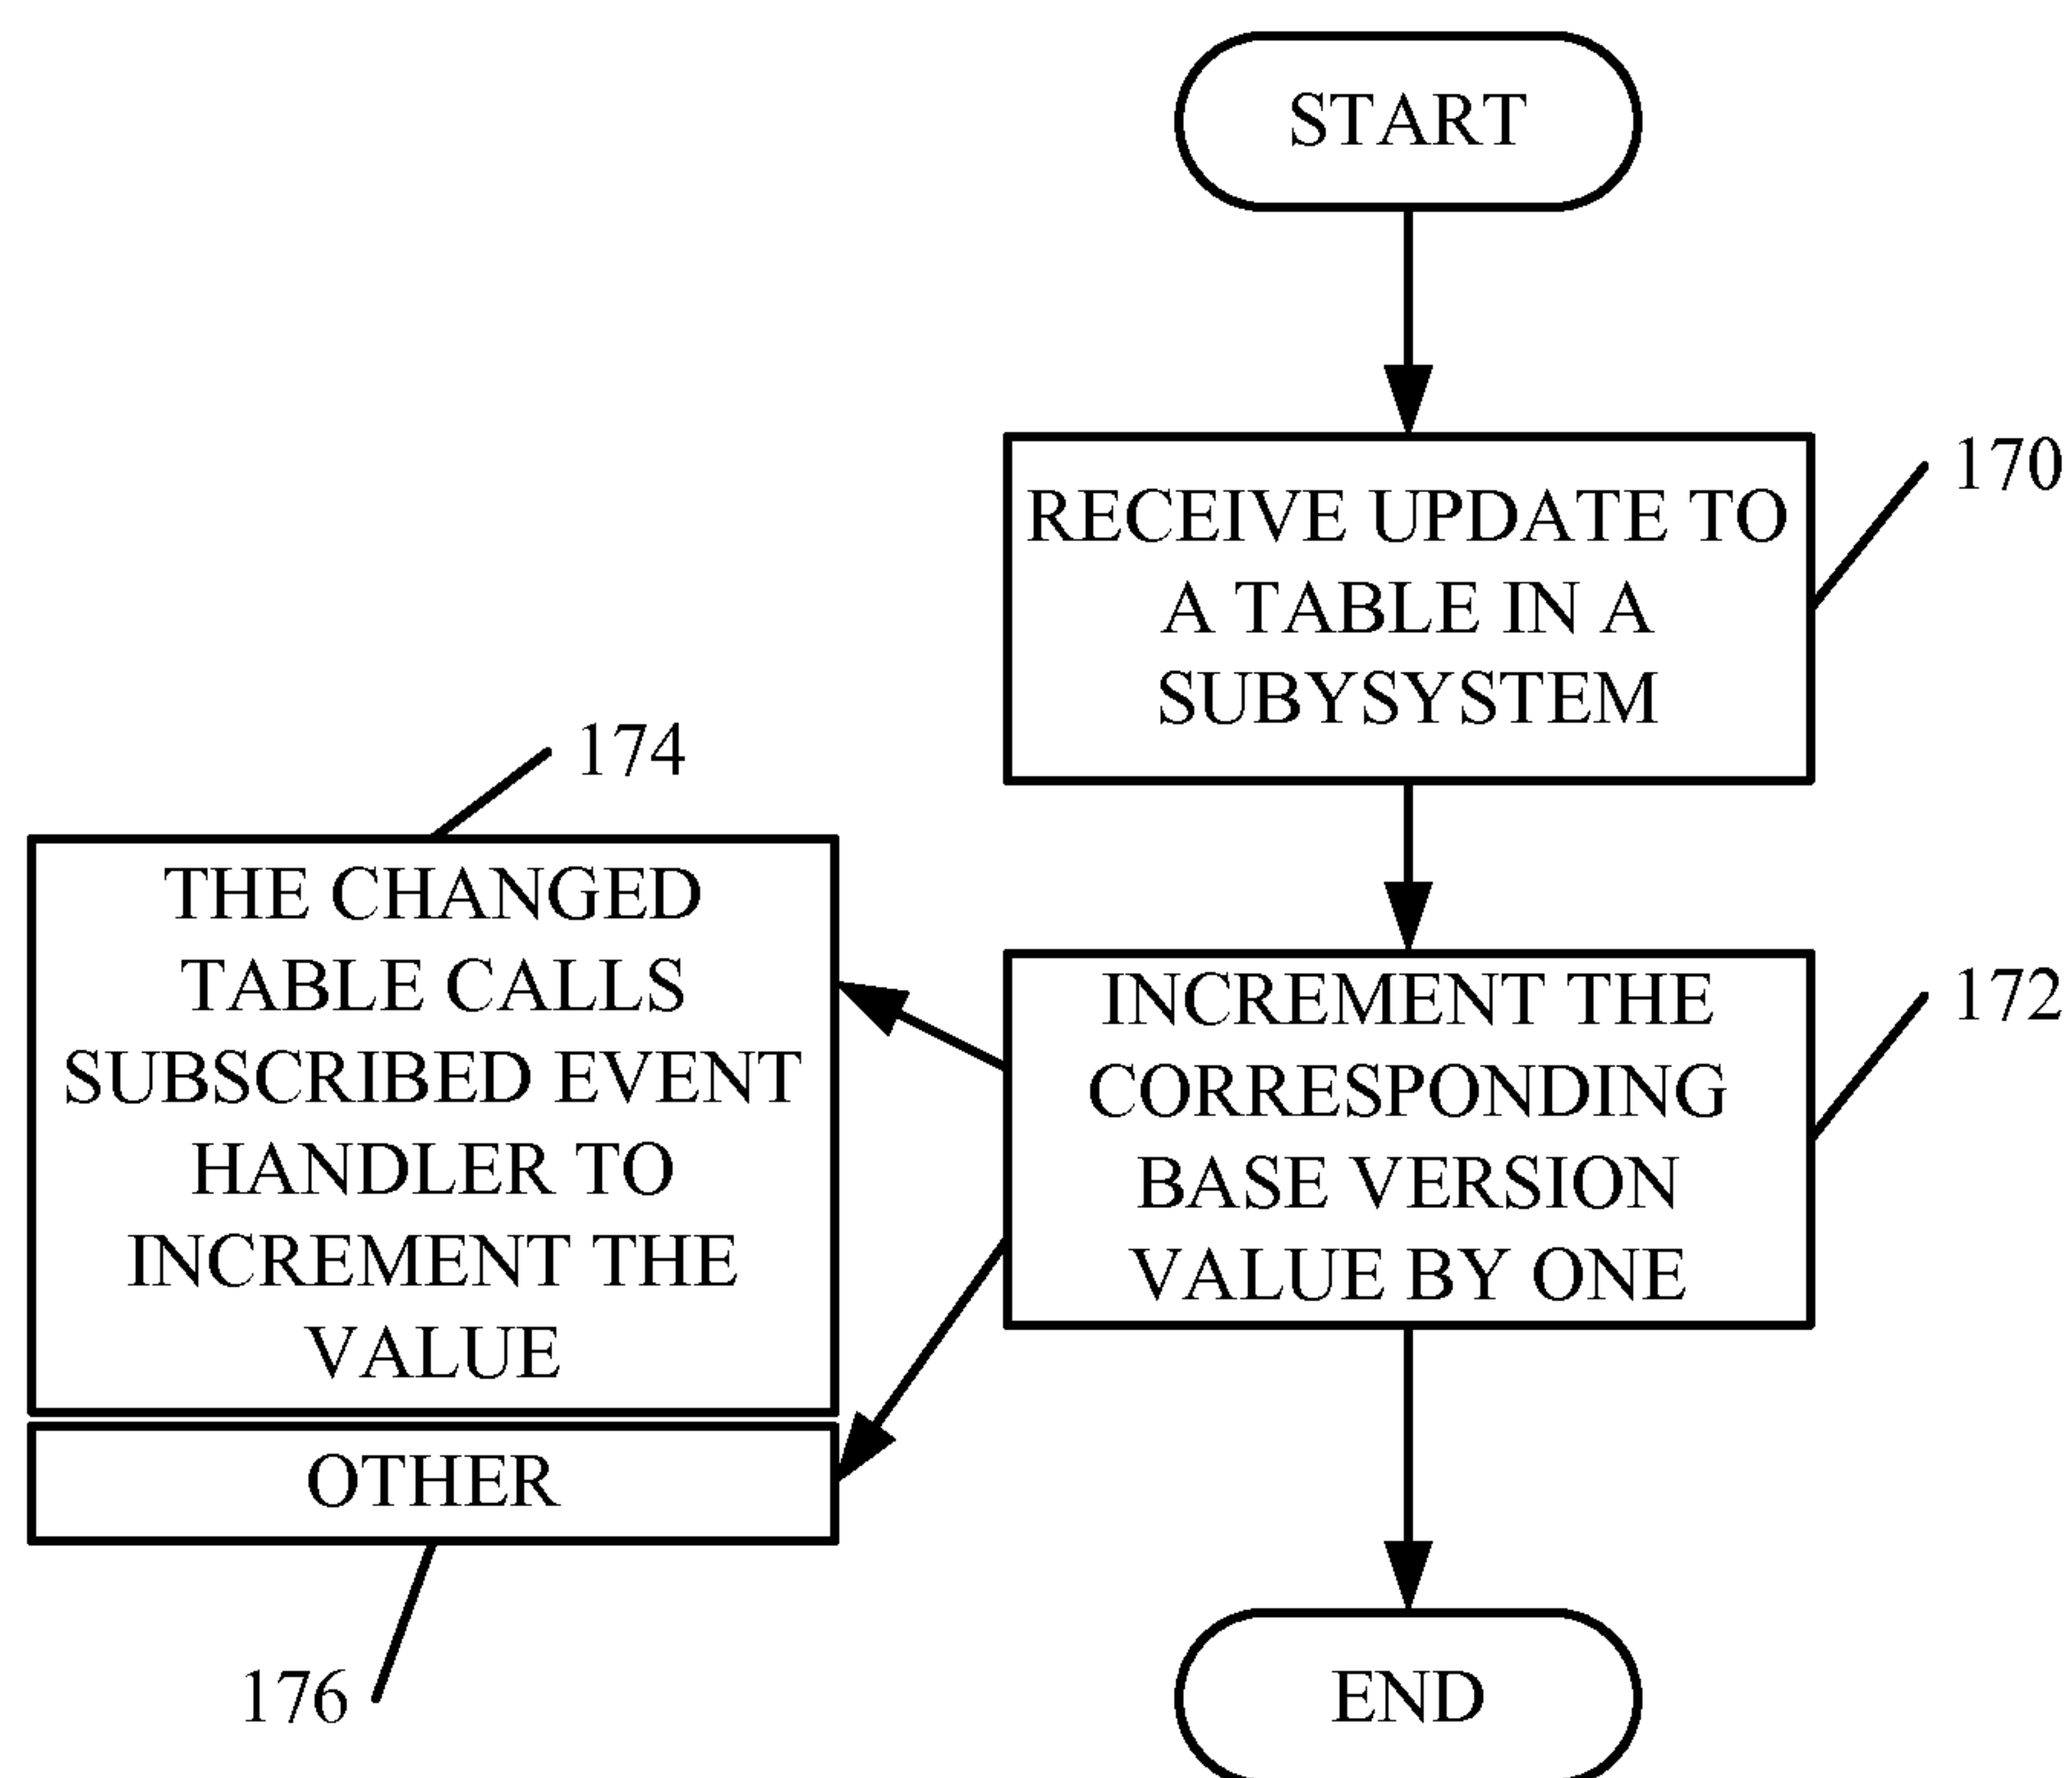 START
RECEIVE UPDATE TO
A TABLE IN A
SUBYSYSTEM
170
174
THE CHANGED
TABLE CALLS
SUBSCRIBED EVENT
HANDLER TO
INCREMENT THE
VALUE
INCREMENT THE
CORRESPONDING
BASE VERSION
VALUE BY ONE
172
OTHER
176
END